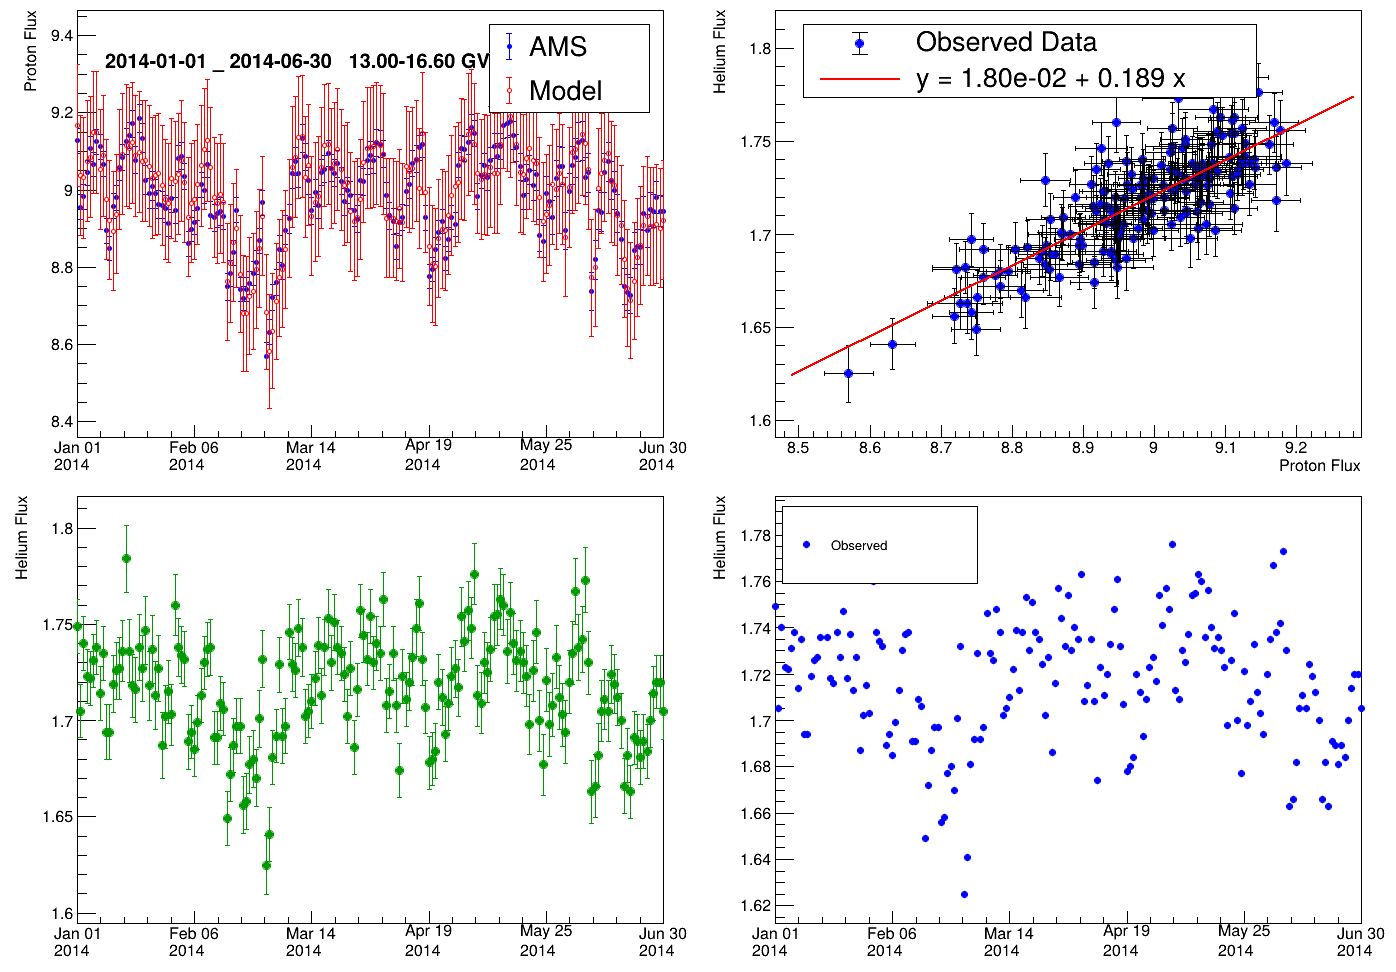 Proton Flux
9.4
9.2
9
8.8
8.6
8.4
2014-01-01 _ 2014-06-30 13.00-16.60 GV
AMS
Model
Jan 01 Feb 06 Mar 14 Apr 19 May 25 Jun 30
2014 2014 2014 2014 2014 2014
Helium Flux
1.8
1.75
1.7
1.65
1.6
Observed Data
y = 1.80e-02 + 0.189 x
8.5 8.6 8.7 8.8 8.9 9 9.1 9.2
Proton Flux
Helium Flux
1.8
1.75
1.7
1.65
1.6
Jan 01 Feb 06 Mar 14 Apr 19 May 25 Jun 30
2014 2014 2014 2014 2014 2014
Helium Flux
1.78
1.76
1.74
1.72
1.7
1.68
1.66
1.64
1.62
Observed
Jan 01 Feb 06 Mar 14 Apr 19 May 25 Jun 30
2014 2014 2014 2014 2014 2014